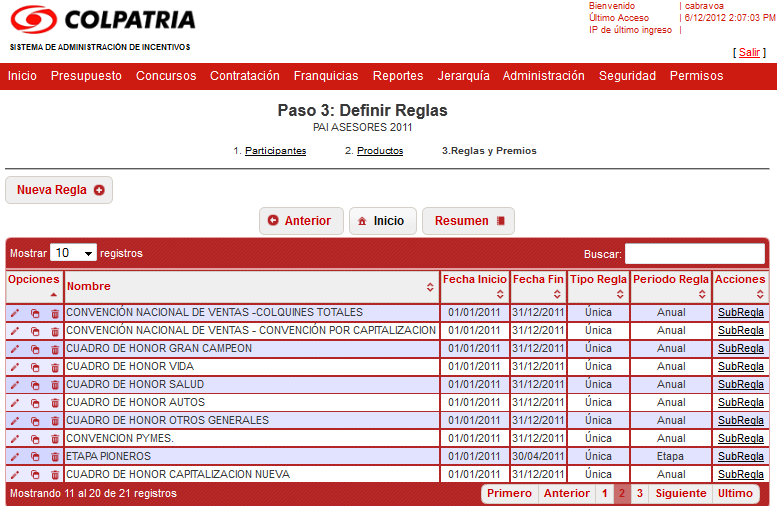 COLPATRIA
SISTEMA DE ADMINISTRACIÓN DE INCENTIVOS
Bienvenido | cabravoa
Último Acceso | 6/12/2012 2:07:03 PM
IP de último ingreso |
[ Salir ]
Inicio Presupuesto Concursos Contratación Franquicias Reportes Jerarquía Administración Seguridad Permisos
Paso 3: Definir Reglas
PAI ASESORES 2011
1. Participantes 2. Productos 3.Reglas y Premios
Nueva Regla
Anterior Inicio Resumen
Mostrar 10 registros Buscar:
Opciones Nombre Fecha Inicio Fecha Fin Tipo Regla Periodo Regla Acciones
CONVENCIÓN NACIONAL DE VENTAS -COLQUINES TOTALES 01/01/2011 31/12/2011 Única Anual SubRegla
CONVENCIÓN NACIONAL DE VENTAS - CONVENCIÓN POR CAPITALIZACION 01/01/2011 31/12/2011 Única Anual SubRegla
CUADRO DE HONOR GRAN CAMPEON 01/01/2011 31/12/2011 Única Anual SubRegla
CUADRO DE HONOR VIDA 01/01/2011 31/12/2011 Única Anual SubRegla
CUADRO DE HONOR SALUD 01/01/2011 31/12/2011 Única Anual SubRegla
CUADRO DE HONOR AUTOS 01/01/2011 31/12/2011 Única Anual SubRegla
CUADRO DE HONOR OTROS GENERALES 01/01/2011 31/12/2011 Única Anual SubRegla
CONVENCION PYMES. 01/01/2011 31/12/2011 Única Anual SubRegla
ETAPA PIONEROS 01/01/2011 30/04/2011 Única Etapa SubRegla
CUADRO DE HONOR CAPITALIZACION NUEVA 01/01/2011 31/12/2011 Única Anual SubRegla
Mostrando 11 al 20 de 21 registros Primero Anterior 1 2 3 Siguiente Ultimo